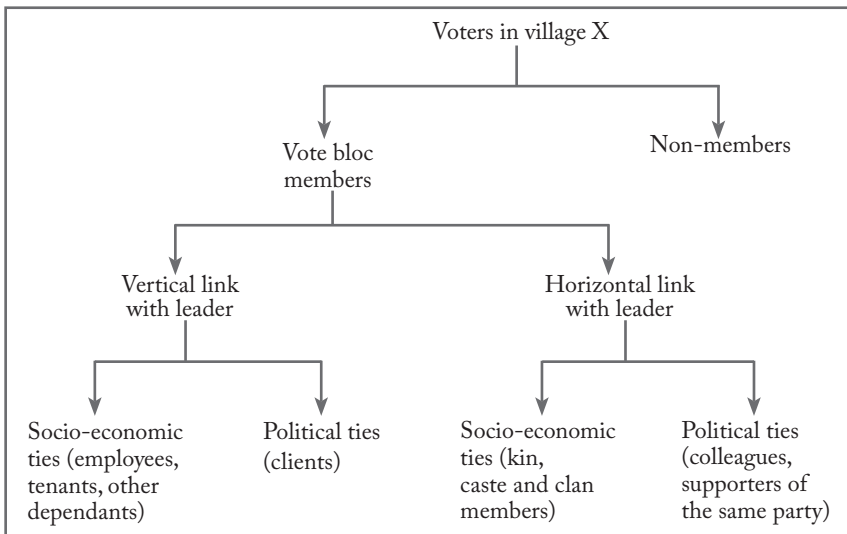 Voters in village X
Vote bloc
members
Non-members
Vertical link
with leader
Horizontal link
with leader
Socio-economic
ties (employees,
tenants, other
dependants)
Political ties
(clients)
Socio-economic
ties (kin,
caste and clan
members)
Political ties
(colleagues,
supporters of
the same party)